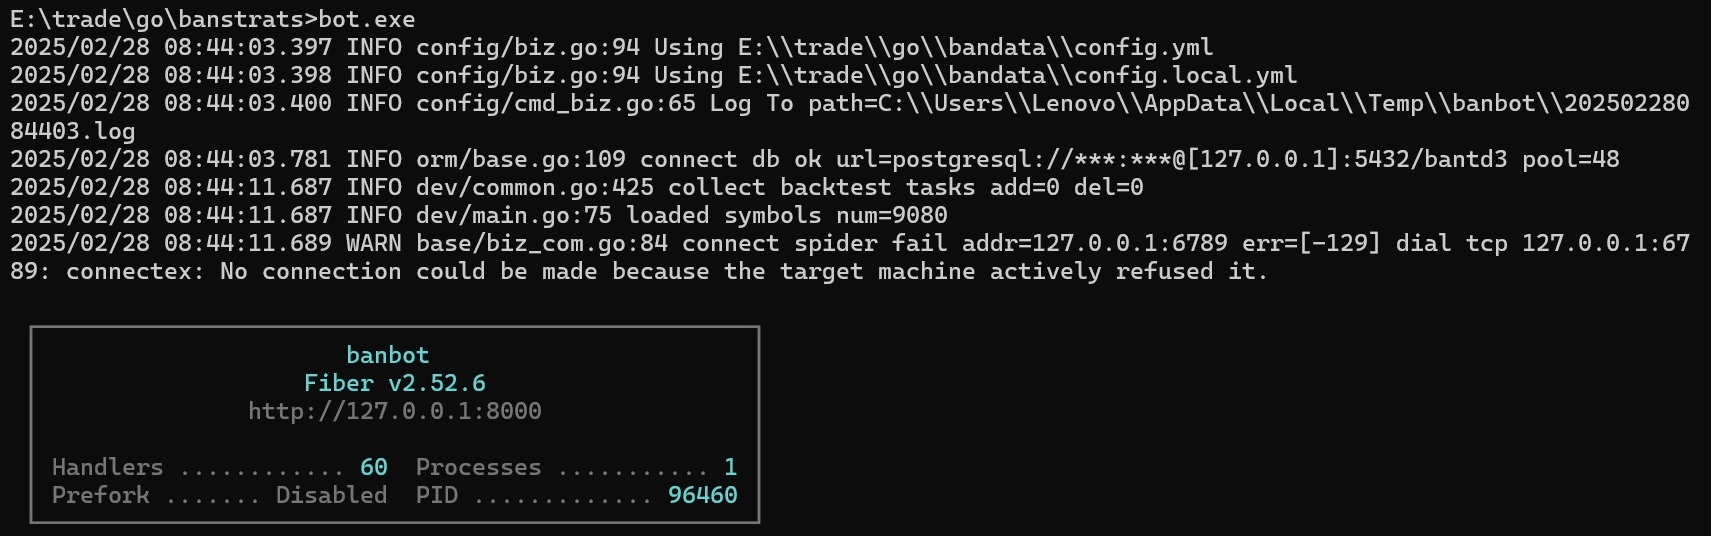 E:\trade\go\banstrats>bot.exe
2025/02/28 08:44:03.397 INFO config/biz.go:94 Using E:\\trade\\go\\bandata\\config.yml
2025/02/28 08:44:03.398 INFO config/biz.go:94 Using E:\\trade\\go\\bandata\\config.local.yml
2025/02/28 08:44:03.400 INFO config/cmd_biz.go:65 Log To path=C:\\Users\\Lenovo\\AppData\\Local\\Temp\\banbot\\202502280
84403.log
2025/02/28 08:44:03.781 INFO orm/base.go:109 connect db ok url=postgresql://***:***@[127.0.0.1]:5432/bantd3 pool=48
2025/02/28 08:44:11.687 INFO dev/common.go:425 collect backtest tasks add=0 del=0
2025/02/28 08:44:11.687 INFO dev/main.go:75 loaded symbols num=9080
2025/02/28 08:44:11.689 WARN base/biz_com.go:84 connect spider fail addr=127.0.0.1:6789 err=[-129] dial tcp 127.0.0.1:67
89: connectex: No connection could be made because the target machine actively refused it.
banbot
Fiber v2.52.6
http://127.0.0.1:8000
Handlers ............ 60  Processes ........... 1
Prefork ....... Disabled  PID ............. 96460